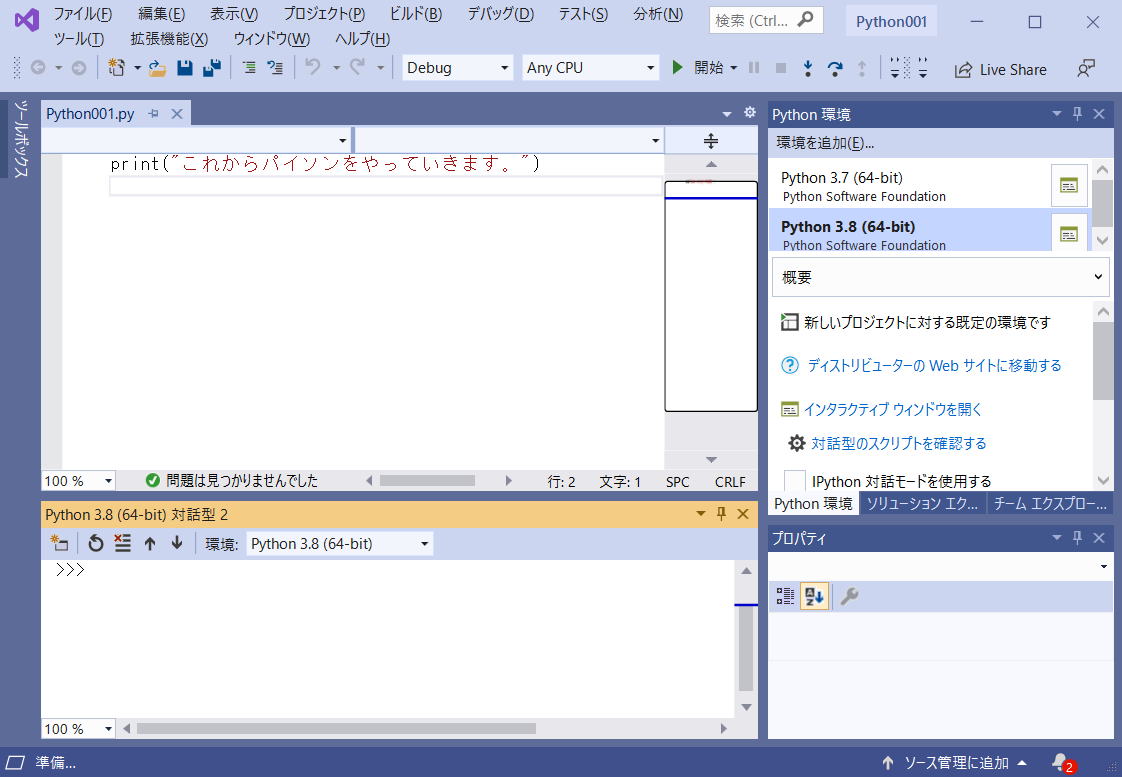 ファイル(F) 編集(E) 表示(V) プロジェクト(P) ビルド(B) デバッグ(D) テスト(S) 分析(N) 検索 (Ctrl... Python001
ツール(T) 拡張機能(X) ウィンドウ(W) ヘルプ(H)
Debug Any CPU 開始 Live Share
ツールボックス
Python001.py
print("これからパイソンをやっていきます。")
100 % 問題は見つかりませんでした 行: 2 文字: 1 SPC CRLF
Python 3.8 (64-bit) 対話型 2
環境: Python 3.8 (64-bit)
>>>
100 %
Python 環境
環境を追加(E)...
Python 3.7 (64-bit)
Python Software Foundation
Python 3.8 (64-bit)
Python Software Foundation
概要
新しいプロジェクトに対する既定の環境です
ディストリビューターの Web サイトに移動する
インタラクティブ ウィンドウを開く
対話型のスクリプトを確認する
IPython 対話モードを使用する
Python 環境 ソリューション エク... チーム エクスプロー...
プロパティ
準備... ソース管理に追加 2